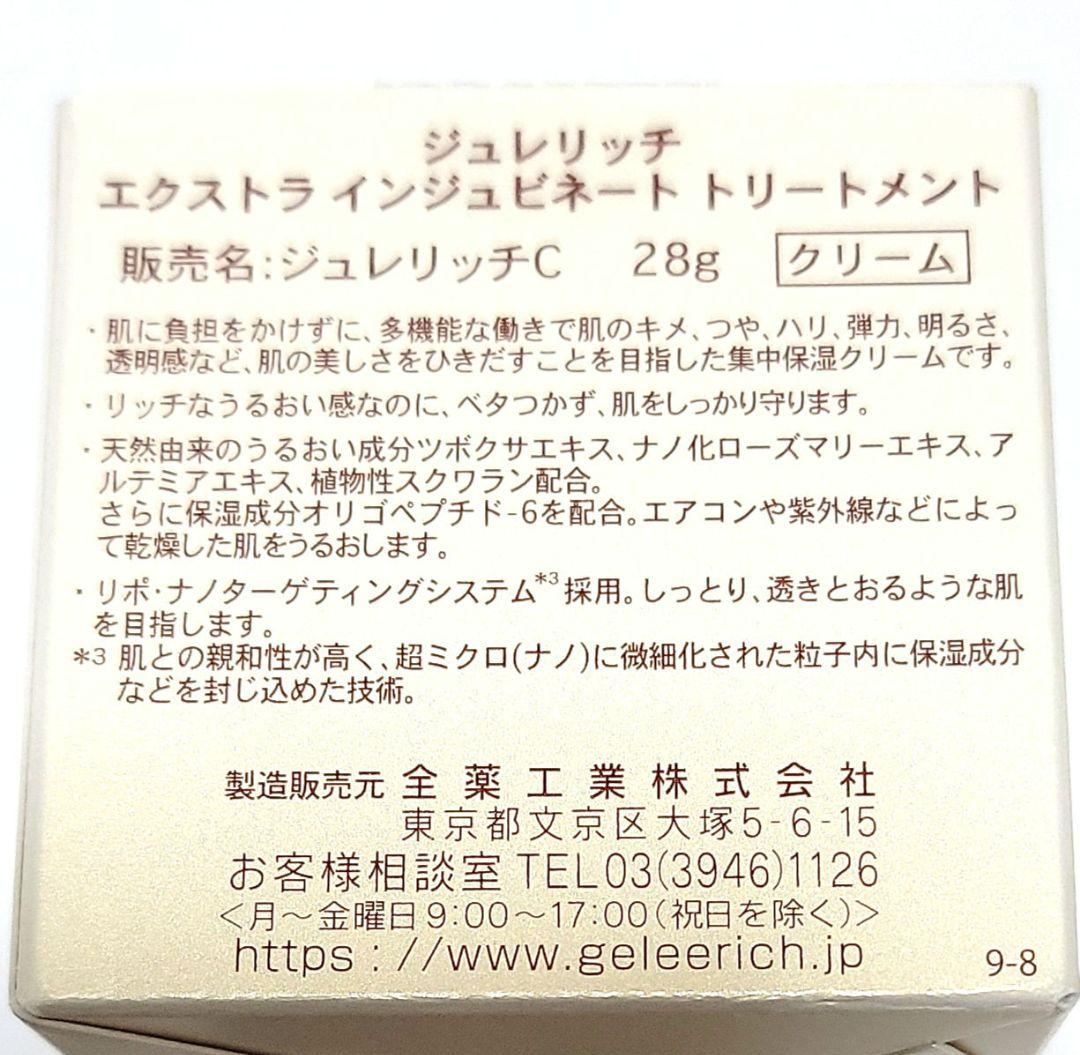 ジュレリッチ
エクストラ インジュビネート トリートメント
販売名:ジュレリッチC 28g クリーム
・肌に負担をかけずに、多機能な働きで肌のキメ、つや、ハリ、弾力、明るさ、
透明感など、肌の美しさをひきだすことを目指した集中保湿クリームです。
・リッチなうるおい感なのに、ベタつかず、肌をしっかり守ります。
・天然由来のうるおい成分ツボクサエキス、ナノ化ローズマリーエキス、ア
ルテミアエキス、植物性スクワラン配合。
さらに保湿成分オリゴペプチド-6を配合。エアコンや紫外線などによっ
て乾燥した肌をうるおします。
・リポ・ナノターゲティングシステム*3採用。しっとり、透きとおるような肌
を目指します。
*3 肌との親和性が高く、超ミクロ(ナノ)に微細化された粒子内に保湿成分
などを封じ込めた技術。
製造販売元 全薬工業株式会社
東京都文京区大塚5-6-15
お客様相談室 TEL03(3946)1126
<月〜金曜日9:00〜17:00(祝日を除く)>
https://www.geleerich.jp
9-8